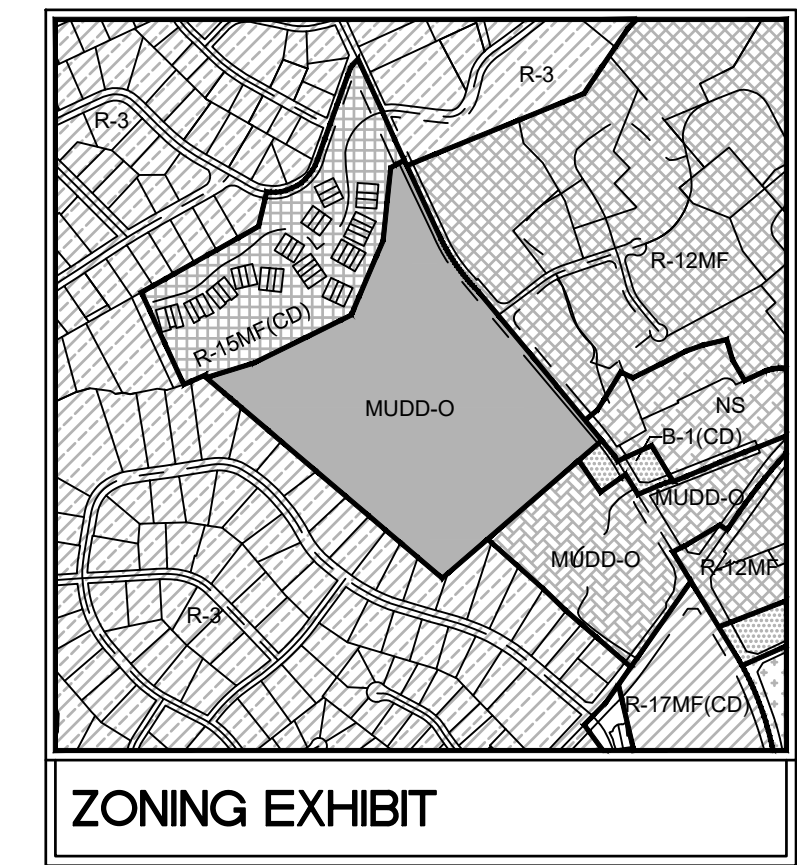 R-3
R-3
R-12MF
R-15MF(CD)
MUDD-O
NS
B-1(CD)
MUDD-O
MUDD-O
R-12MF
R-3
R-17MF(CD)
ZONING EXHIBIT